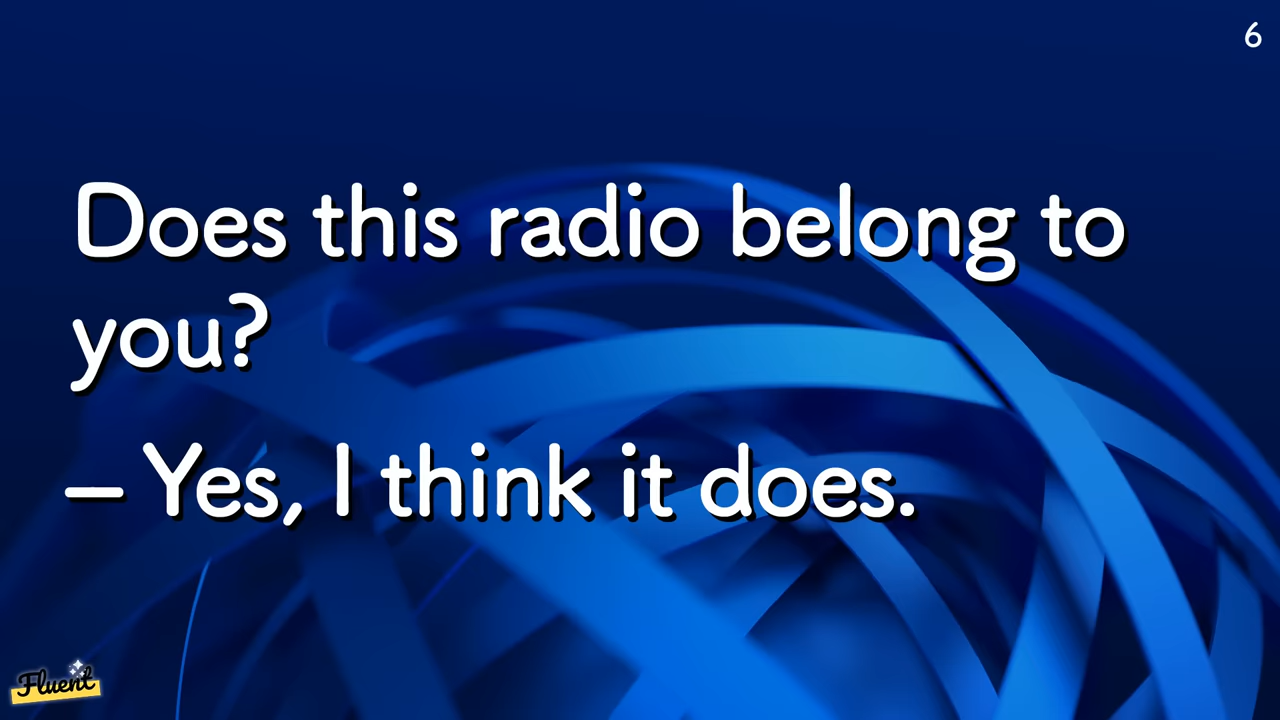 6
Does this radio belong to
you?
– Yes, I think it does.
Fluent